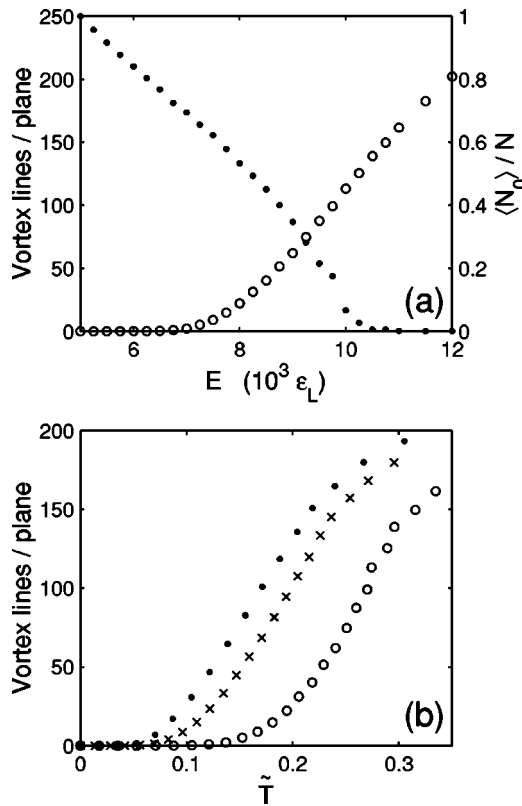 250
200
150
100
50
0
Vortex lines / plane
1
0.8
0.6
0.4
0.2
0
⟨N₀⟩ / N
(a)
6 8 10 12
E (10³ ε_L)
200
150
100
50
0
Vortex lines / plane
(b)
0 0.1 0.2 0.3
T̃